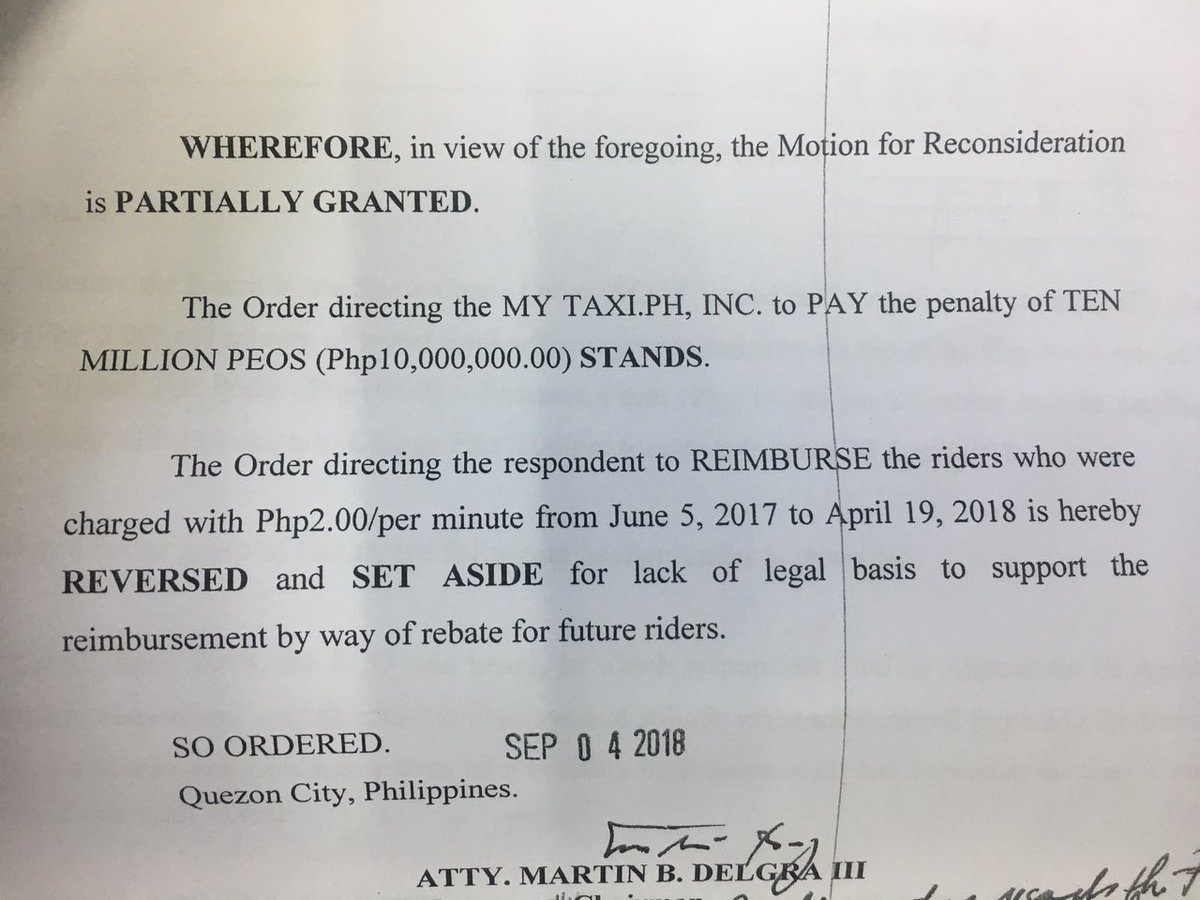 WHEREFORE, in view of the foregoing, the Motion for Reconsideration
is PARTIALLY GRANTED.
The Order directing the MY TAXI.PH, INC. to PAY the penalty of TEN
MILLION PEOS (Php10,000,000.00) STANDS.
The Order directing the respondent to REIMBURSE the riders who were
charged with Php2.00/per minute from June 5, 2017 to April 19, 2018 is hereby
REVERSED and SET ASIDE for lack of legal basis to support the
reimbursement by way of rebate for future riders.
SO ORDERED. SEP 04 2018
Quezon City, Philippines.
ATTY. MARTIN B. DELGRA III
Chairman